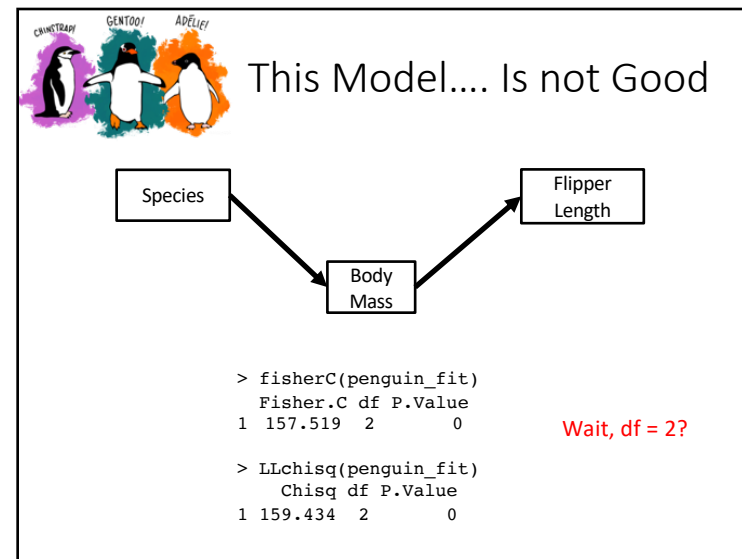 CHINSTRAP!
GENTOO!
ADÉLIE!
This Model.... Is not Good
Species
Flipper
Length
Body
Mass
> fisherC(penguin_fit)
Fisher.C df P.Value
1 157.519 2 0
Wait, df = 2?
> LLchisq(penguin_fit)
Chisq df P.Value
1 159.434 2 0